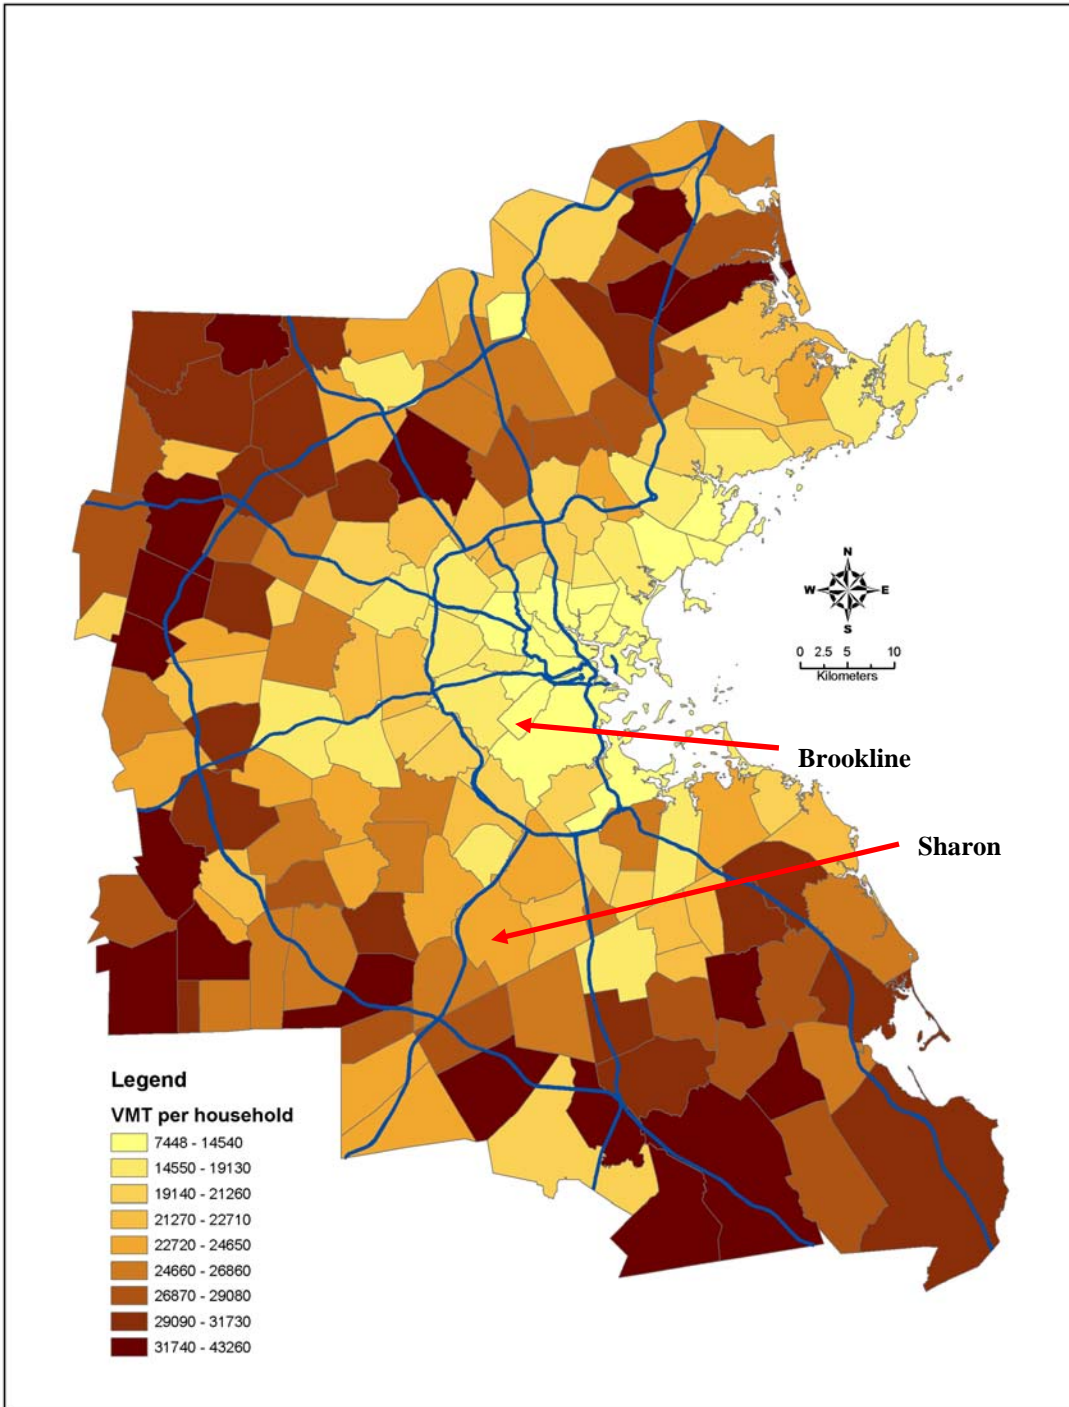 N
W E
S
0 2.5 5 10
Kilometers
Brookline
Sharon
Legend
VMT per household
7448 - 14540
14550 - 19130
19140 - 21260
21270 - 22710
22720 - 24650
24660 - 26860
26870 - 29080
29090 - 31730
31740 - 43260